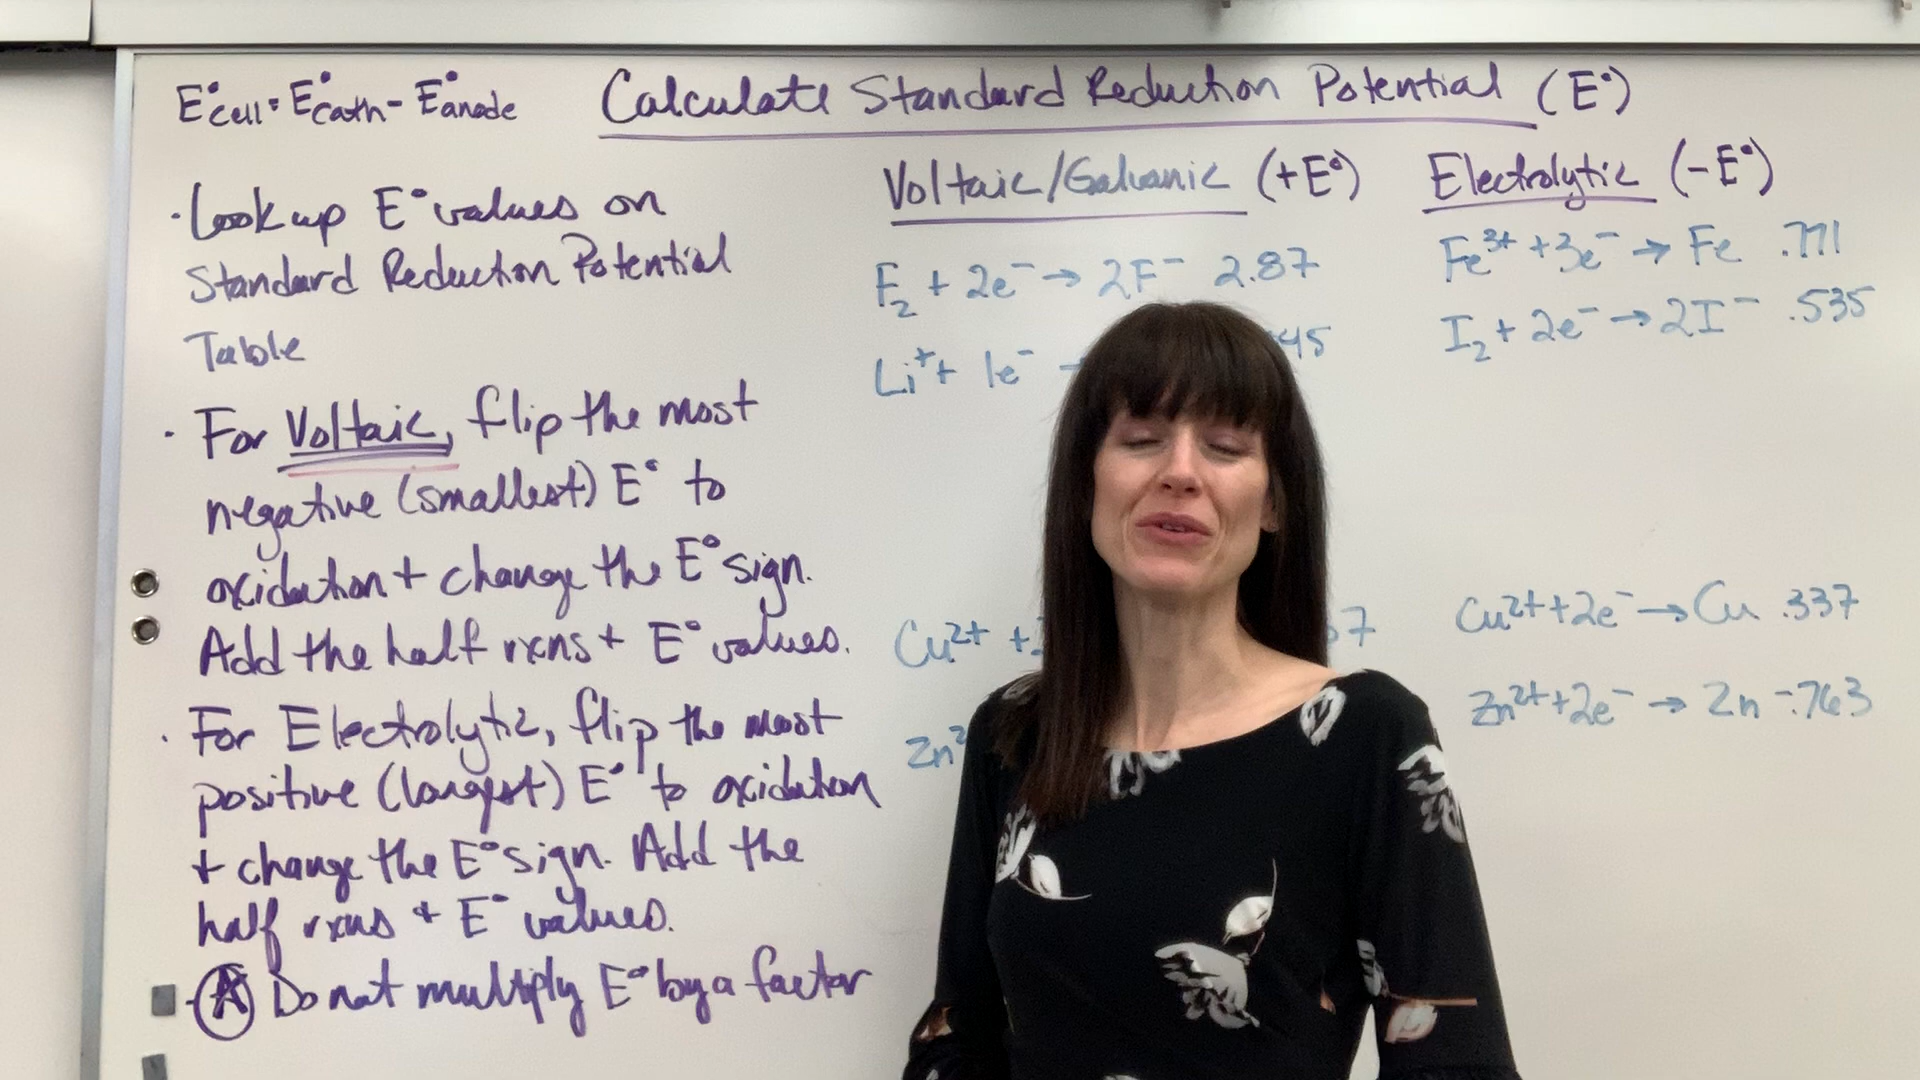 E°cell = E°cath - E°anode
Calculate Standard Reduction Potential (E°)
· Look up E° values on
Standard Reduction Potential
Table
· For Voltaic, flip the most
negative (smallest) E° to
oxidation + change the E° sign.
Add the half rxns + E° values.
· For Electrolytic, flip the most
positive (largest) E° to oxidation
+ change the E° sign. Add the
half rxns + E° values.
· A Do not multiply E° by a factor
Voltaic/Galvanic (+E°)
F₂ + 2e⁻ → 2F⁻ 2.87
Li⁺ + 1e⁻ → 45
Cu²⁺ + 37
Zn²
Electrolytic (-E°)
Fe³⁺ + 3e⁻ → Fe .771
I₂ + 2e⁻ → 2I⁻ .535
Cu²⁺ + 2e⁻ → Cu .337
Zn²⁺ + 2e⁻ → Zn -.763